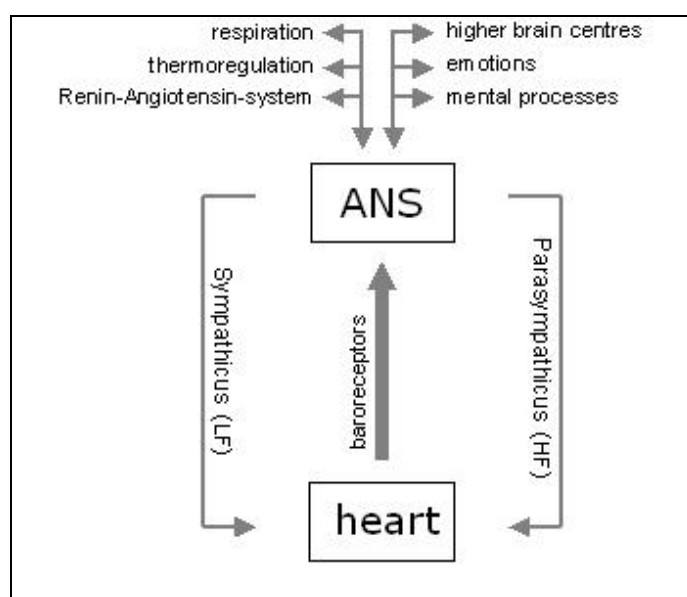 respiration
higher brain centres
thermoregulation
emotions
Renin-Angiotensin-system
mental processes
ANS
Sympathicus (LF)
baroreceptors
Parasympathicus (HF)
heart